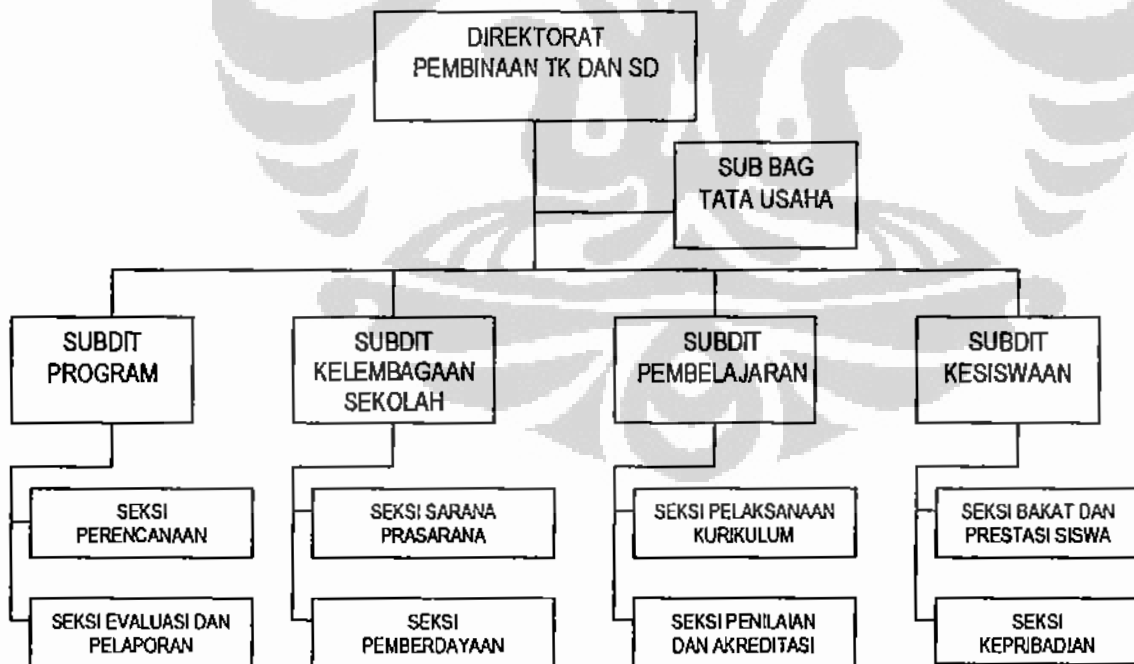 DIREKTORAT
PEMBINAAN TK DAN SD
SUB BAG
TATA USAHA
SUBDIT
PROGRAM
SUBDIT
KELEMBAGAAN
SEKOLAH
SUBDIT
PEMBELAJARAN
SUBDIT
KESISWAAN
SEKSI
PERENCANAAN
SEKSI SARANA
PRASARANA
SEKSI PELAKSANAAN
KURIKULUM
SEKSI BAKAT DAN
PRESTASI SISWA
SEKSI EVALUASI DAN
PELAPORAN
SEKSI
PEMBERDAYAAN
SEKSI PENILAIAN
DAN AKREDITASI
SEKSI
KEPRIBADIAN